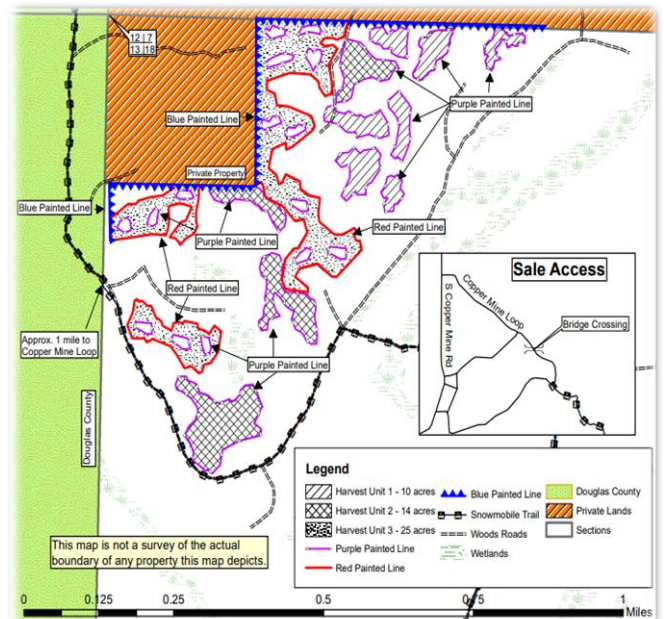 12 | 7
13 | 18
Blue Painted Line
Purple Painted Line
Private Property
Blue Painted Line
Purple Painted Line
Red Painted Line
Red Painted Line
Sale Access
S Copper Mine Rd
Copper Mine Loop
Bridge Crossing
Approx. 1 mile to
Copper Mine Loop
Purple Painted Line
Douglas County
Legend
Harvest Unit 1 - 10 acres
Harvest Unit 2 - 14 acres
Harvest Unit 3 - 25 acres
Purple Painted Line
Red Painted Line
Blue Painted Line
Snowmobile Trail
Woods Roads
Wetlands
Douglas County
Private Lands
Sections
This map is not a survey of the actual
boundary of any property this map depicts.
0 0.125 0.25 0.5 0.75 1
Miles